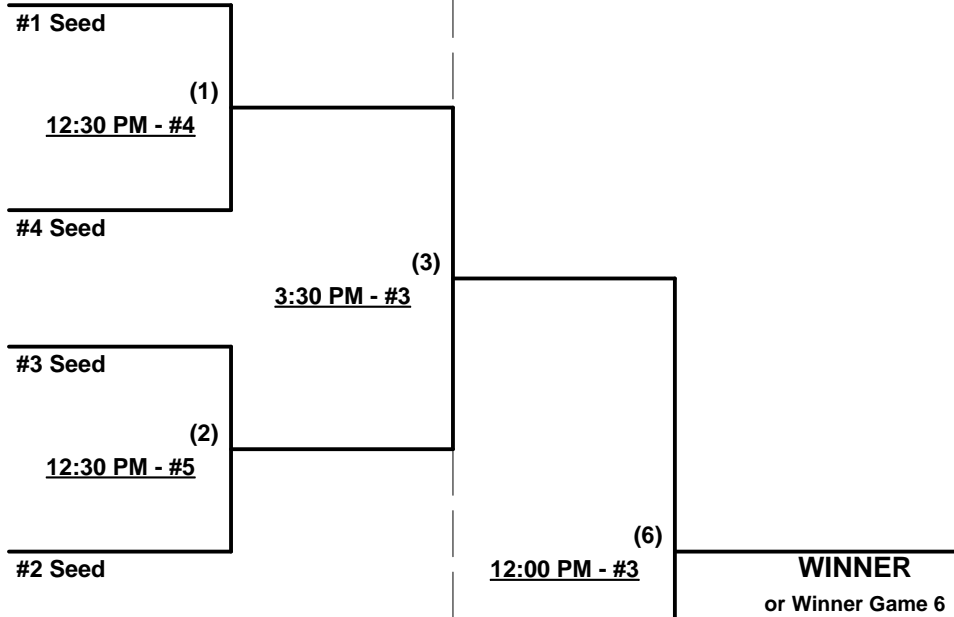 #1 Seed
(1)
12:30 PM - #4
#4 Seed
(3)
3:30 PM - #3
#3 Seed
(2)
12:30 PM - #5
#2 Seed
(6)
12:00 PM - #3
WINNER
or Winner Game 6